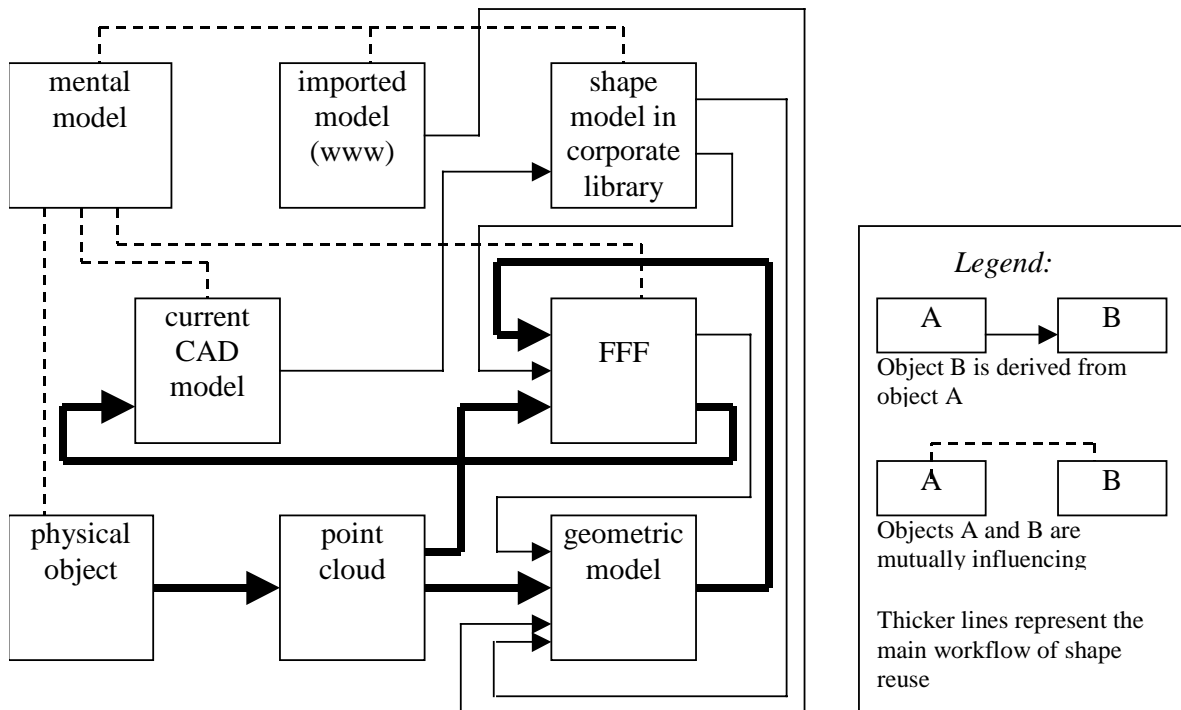 mental
model
imported
model
(www)
shape
model in
corporate
library
current
CAD
model
FFF
physical
object
point
cloud
geometric
model
Legend:
A
B
Object B is derived from
object A
A
B
Objects A and B are
mutually influencing
Thicker lines represent the
main workflow of shape
reuse